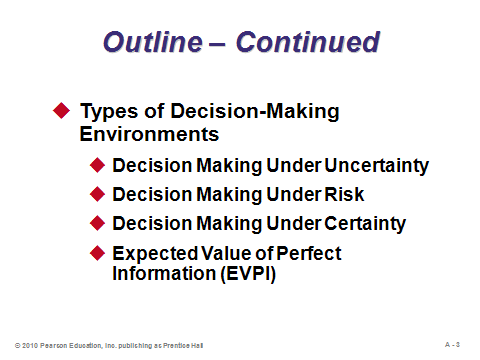 Outline – Continued
Types of Decision-Making
Environments
Decision Making Under Uncertainty
Decision Making Under Risk
Decision Making Under Certainty
Expected Value of Perfect
Information (EVPI)
© 2010 Pearson Education, Inc. publishing as Prentice Hall
A - 3